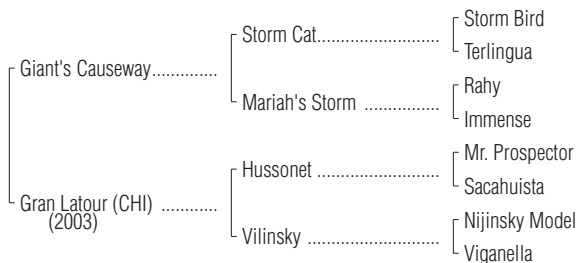 Storm Bird
Storm Cat..........................
Terlingua
Giant's Causeway..............
Rahy
Mariah's Storm ................
Immense
Mr. Prospector
Hussonet ..........................
Sacahuista
Gran Latour (CHI) ............
(2003)
Nijinsky Model
Vilinsky ............................
Viganella